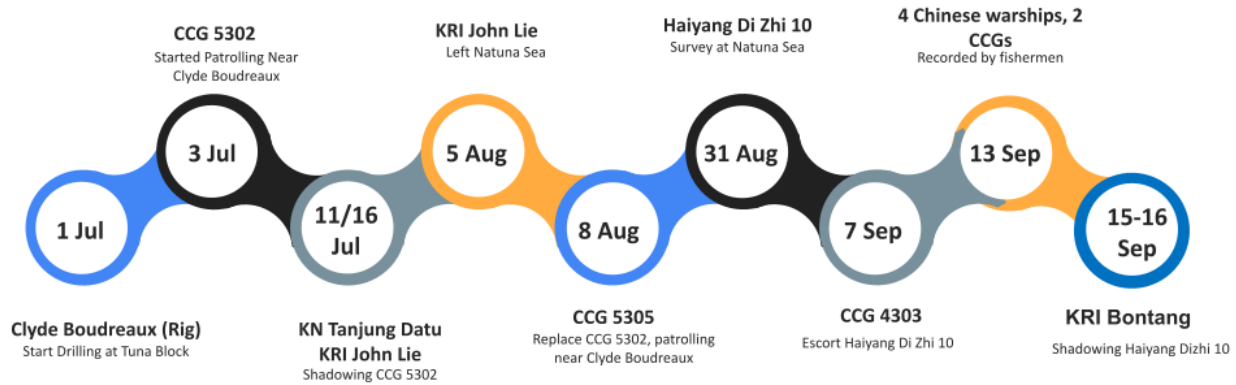 CCG 5302
Started Patrolling Near
Clyde Boudreaux
KRI John Lie
Left Natuna Sea
Haiyang Di Zhi 10
Survey at Natuna Sea
4 Chinese warships, 2
CCGs
Recorded by fishermen
1 Jul
3 Jul
11/16
Jul
5 Aug
8 Aug
31 Aug
7 Sep
13 Sep
15-16
Sep
Clyde Boudreaux (Rig)
Start Drilling at Tuna Block
KN Tanjung Datu
KRI John Lie
Shadowing CCG 5302
CCG 5305
Replace CCG 5302, patrolling
near Clyde Boudreaux
CCG 4303
Escort Haiyang Di Zhi 10
KRI Bontang
Shadowing Haiyang Dizhi 10